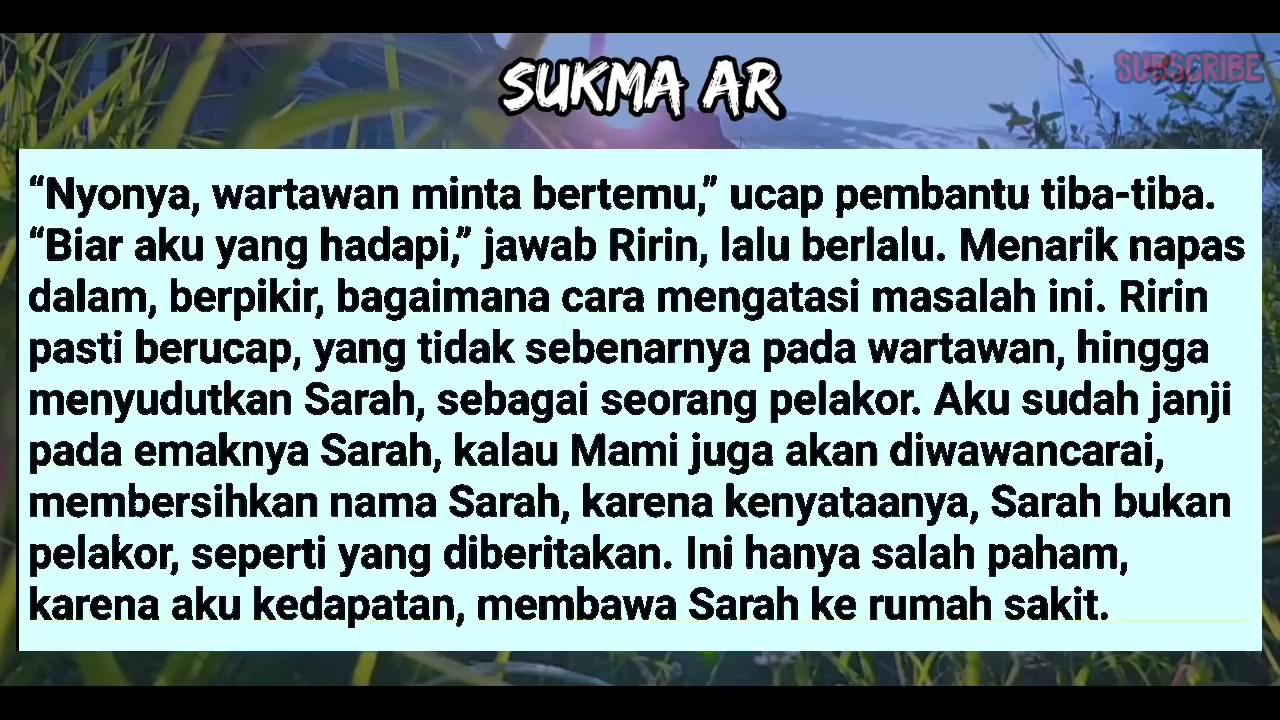 SUKMA AR
SUBSCRIBE
“Nyonya, wartawan minta bertemu,” ucap pembantu tiba-tiba.
“Biar aku yang hadapi,” jawab Ririn, lalu berlalu. Menarik napas
dalam, berpikir, bagaimana cara mengatasi masalah ini. Ririn
pasti berucap, yang tidak sebenarnya pada wartawan, hingga
menyudutkan Sarah, sebagai seorang pelakor. Aku sudah janji
pada emaknya Sarah, kalau Mami juga akan diwawancarai,
membersihkan nama Sarah, karena kenyataanya, Sarah bukan
pelakor, seperti yang diberitakan. Ini hanya salah paham,
karena aku kedapatan, membawa Sarah ke rumah sakit.